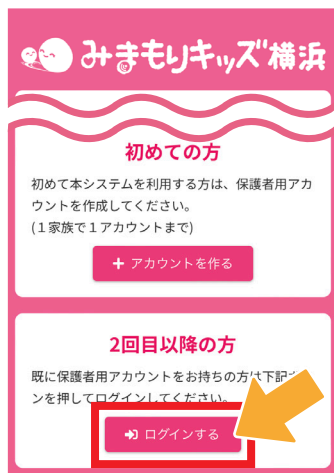 みまもりキッズ横浜
初めての方
初めて本システムを利用する方は、保護者用アカ
ウントを作成してください。
(１家族で１アカウントまで)
+ アカウントを作る
2回目以降の方
既に保護者用アカウントをお持ちの方は下記
ンを押してログインしてください。
ログインする